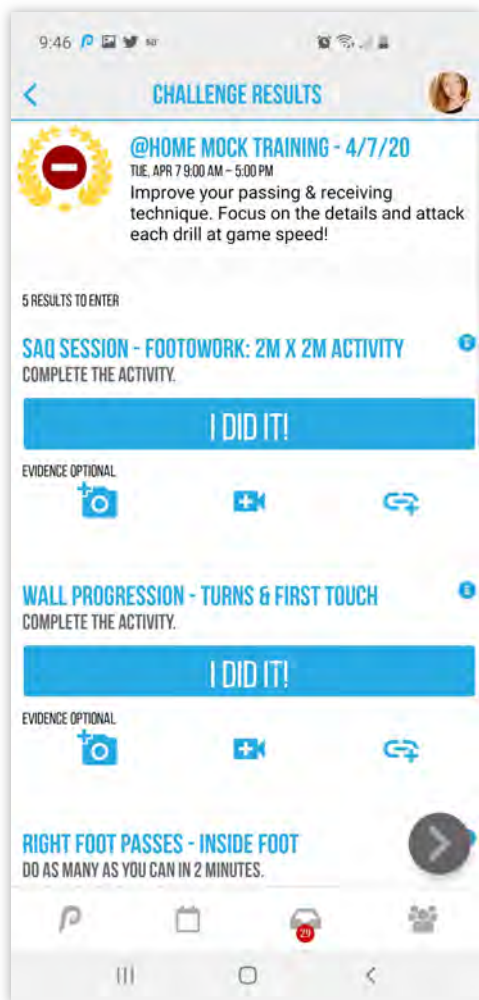 9:46
CHALLENGE RESULTS
@HOME MOCK TRAINING - 4/7/20
TUE, APR 7 9:00 AM – 5:00 PM
Improve your passing & receiving
technique. Focus on the details and attack
each drill at game speed!
5 RESULTS TO ENTER
SAQ SESSION - FOOTOWORK: 2M X 2M ACTIVITY
COMPLETE THE ACTIVITY.
I DID IT!
EVIDENCE OPTIONAL
WALL PROGRESSION - TURNS & FIRST TOUCH
COMPLETE THE ACTIVITY.
I DID IT!
EVIDENCE OPTIONAL
RIGHT FOOT PASSES - INSIDE FOOT
DO AS MANY AS YOU CAN IN 2 MINUTES.
29